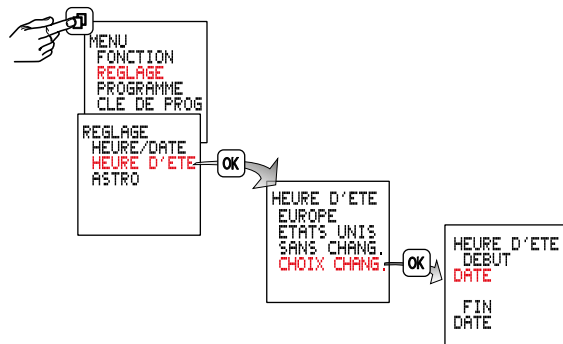 MENU
FONCTION
REGLAGE
PROGRAMME
CLE DE PROG
REGLAGE
HEURE/DATE
HEURE D'ETE
ASTRO
OK
HEURE D'ETE
EUROPE
ETATS UNIS
SANS CHANG.
CHOIX CHANG.
OK
HEURE D'ETE
DEBUT
DATE
FIN
DATE